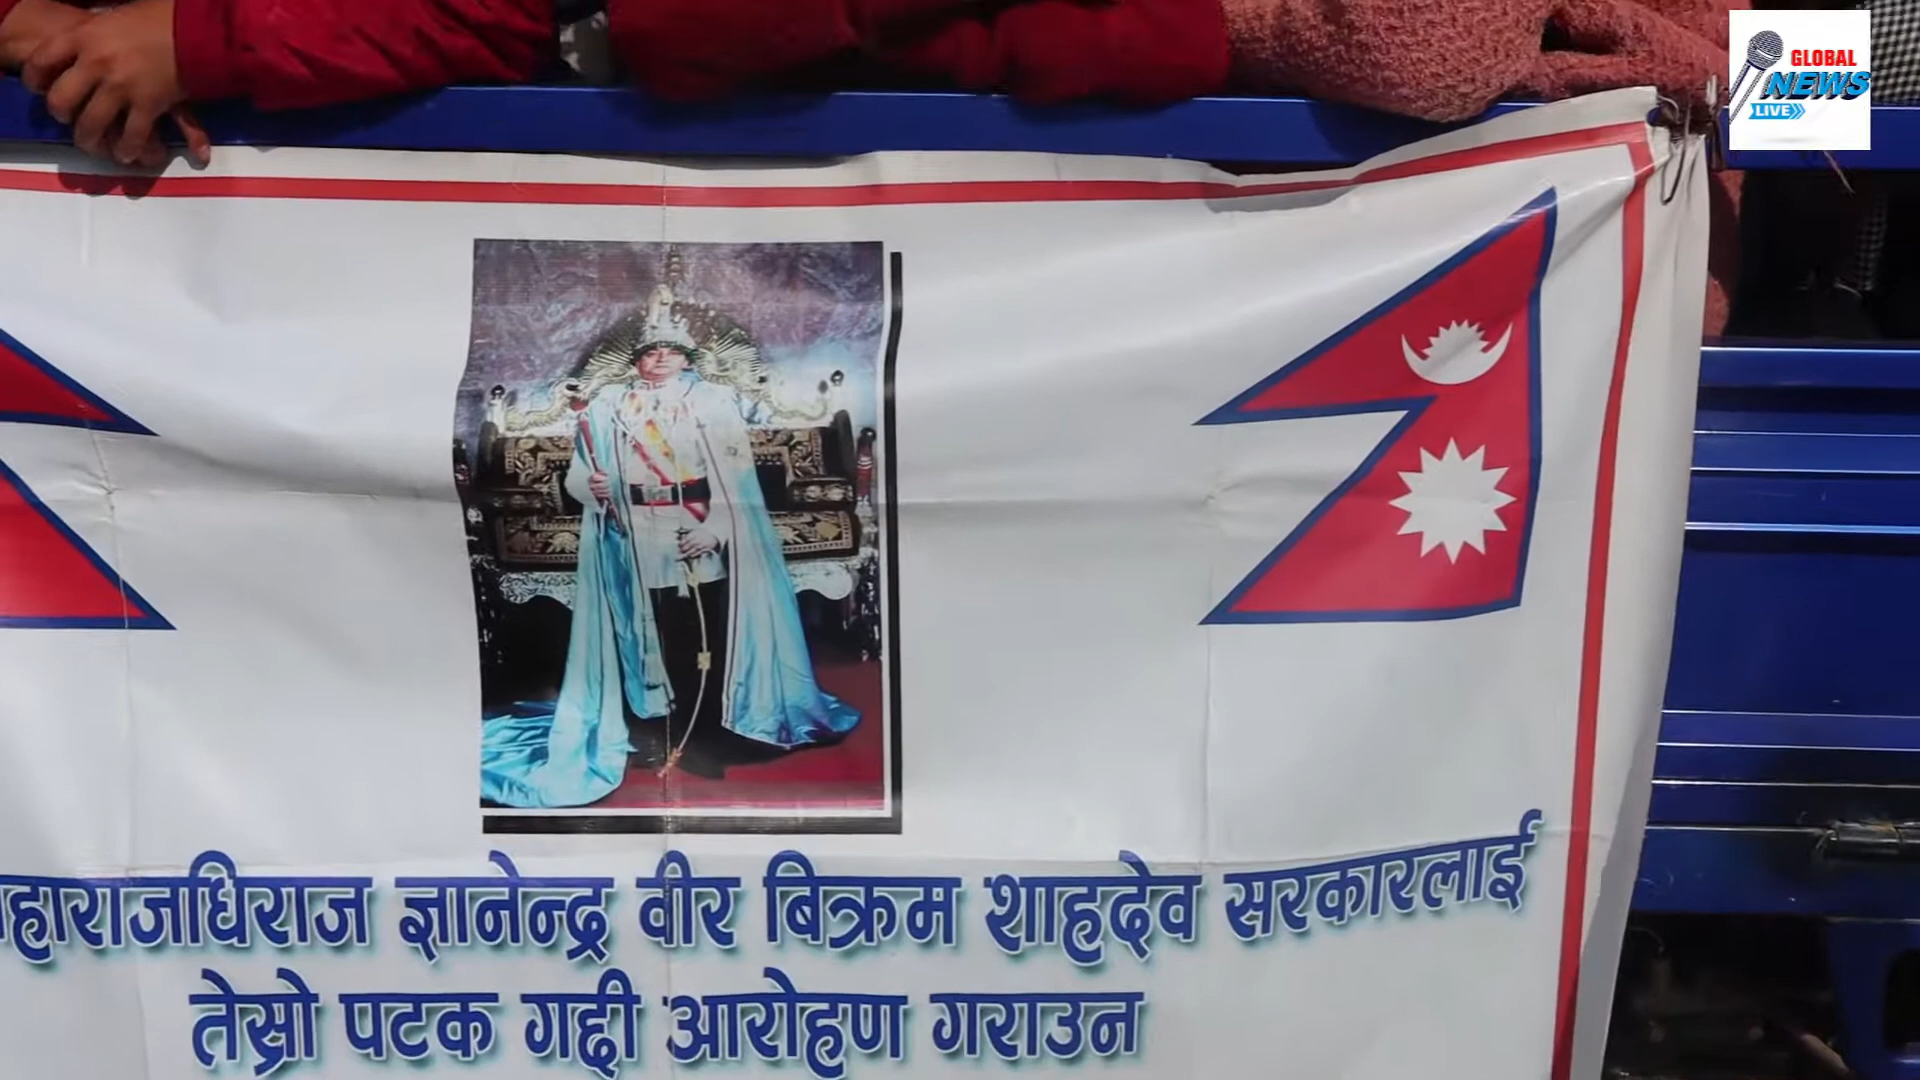 GLOBAL
NEWS
LIVE
हाराजधिराज ज्ञानेन्द्र वीर बिक्रम शाहदेव सरकारलाई
तेस्रो पटक गद्दी आरोहण गराउन